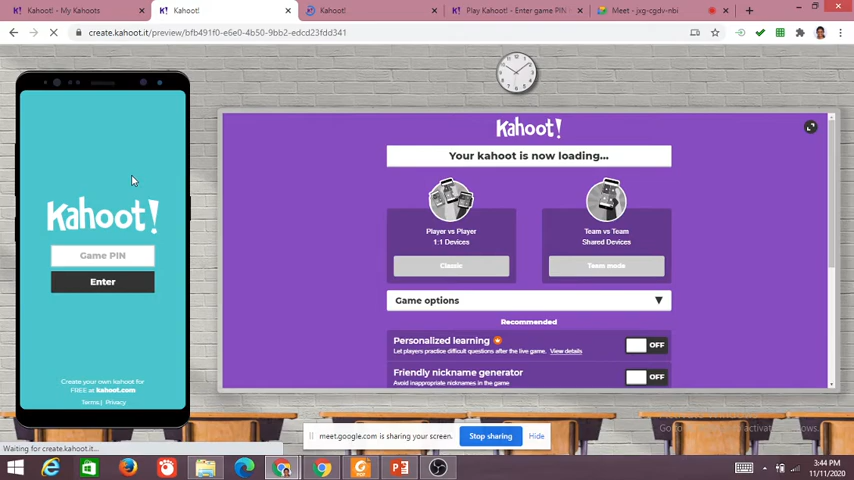 Kahoot! - My Kahoots
Kahoot!
Kahoot!
Play Kahoot! - Enter game PIN
Meet - jxg-cgdv-nbi
create.kahoot.it/preview/bfb491f0-e6e0-4b50-9bb2-edcd23fdd341
Kahoot!
Game PIN
Enter
Create your own kahoot for
FREE at kahoot.com
Terms | Privacy
Kahoot!
Your kahoot is now loading...
Player vs Player
1:1 Devices
Classic
Team vs Team
Shared Devices
Team mode
Game options
Recommended
Personalized learning
Let players practice difficult questions after the live game. View details
OFF
Friendly nickname generator
Avoid inappropriate nicknames in the game
OFF
meet.google.com is sharing your screen.
Stop sharing
Hide
Waiting for create.kahoot.it...
3:44 PM
11/11/2020